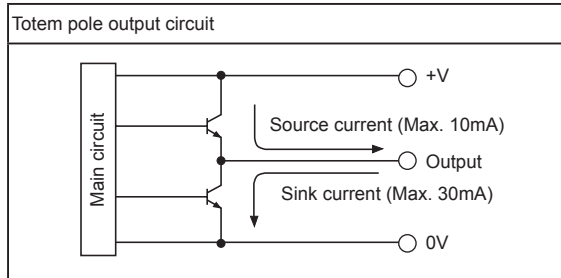 Totem pole output circuit
+V
Source current (Max. 10mA)
Main circuit
Output
Sink current (Max. 30mA)
0V